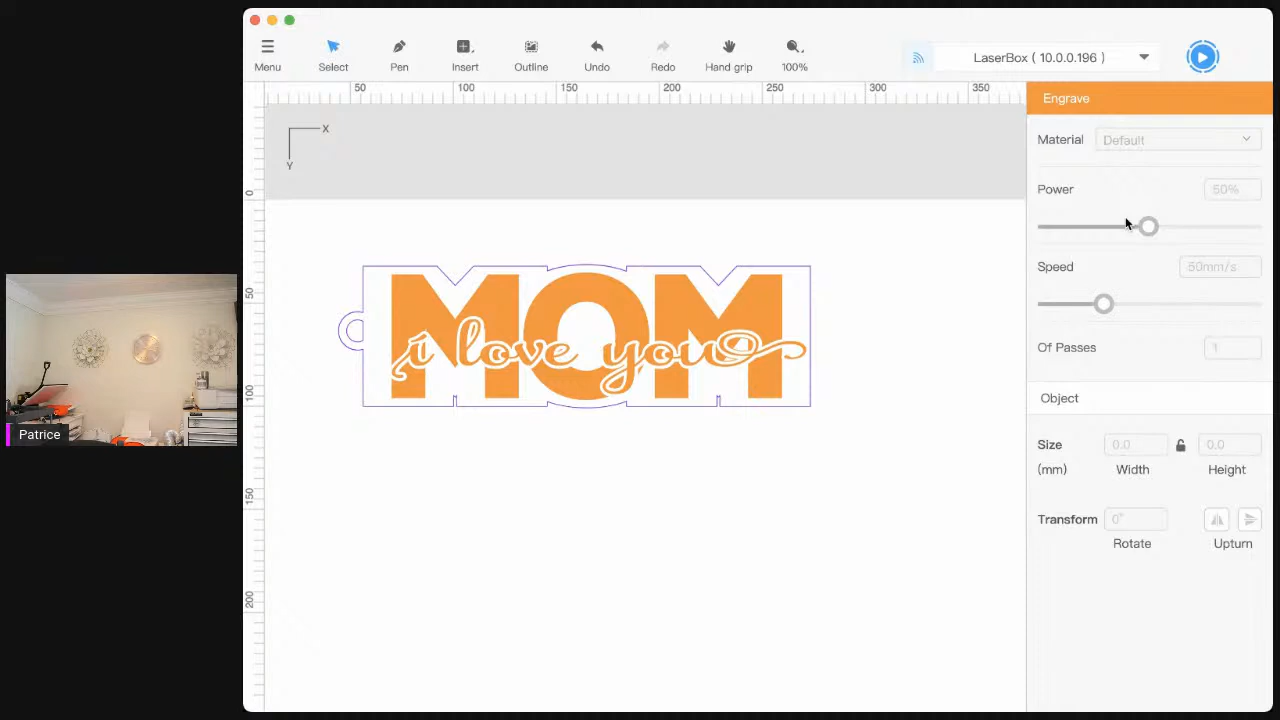 Menu
Select
Pen
Insert
Outline
Undo
Redo
Hand grip
100%
LaserBox ( 10.0.0.196 )
50 100 150 200 250 300 350
Engrave
X
Y
Material Default
0
Power 50%
Speed 50mm/s
50
MOM
i love you
Of Passes 1
100
Object
Size 0.0 0.0
(mm) Width Height
150
Transform 0°
Rotate Upturn
200
Patrice